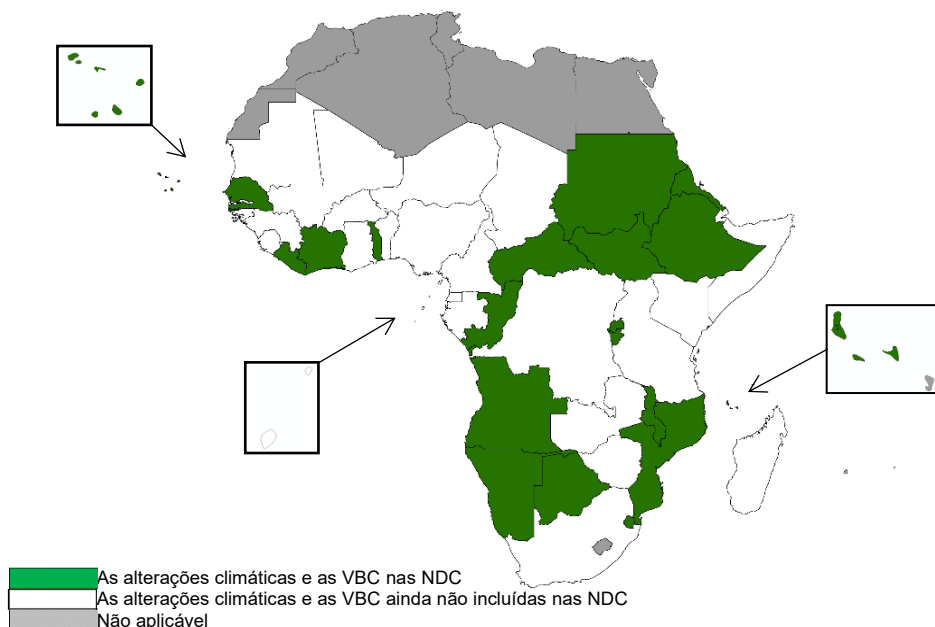 As alterações climáticas e as VBC nas NDC
As alterações climáticas e as VBC ainda não incluídas nas NDC
Não aplicável